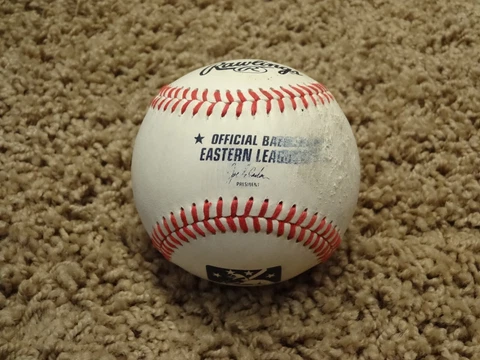 Rawlings
R
★ OFFICIAL BASEBALL
EASTERN LEAGUE
PRESIDENT